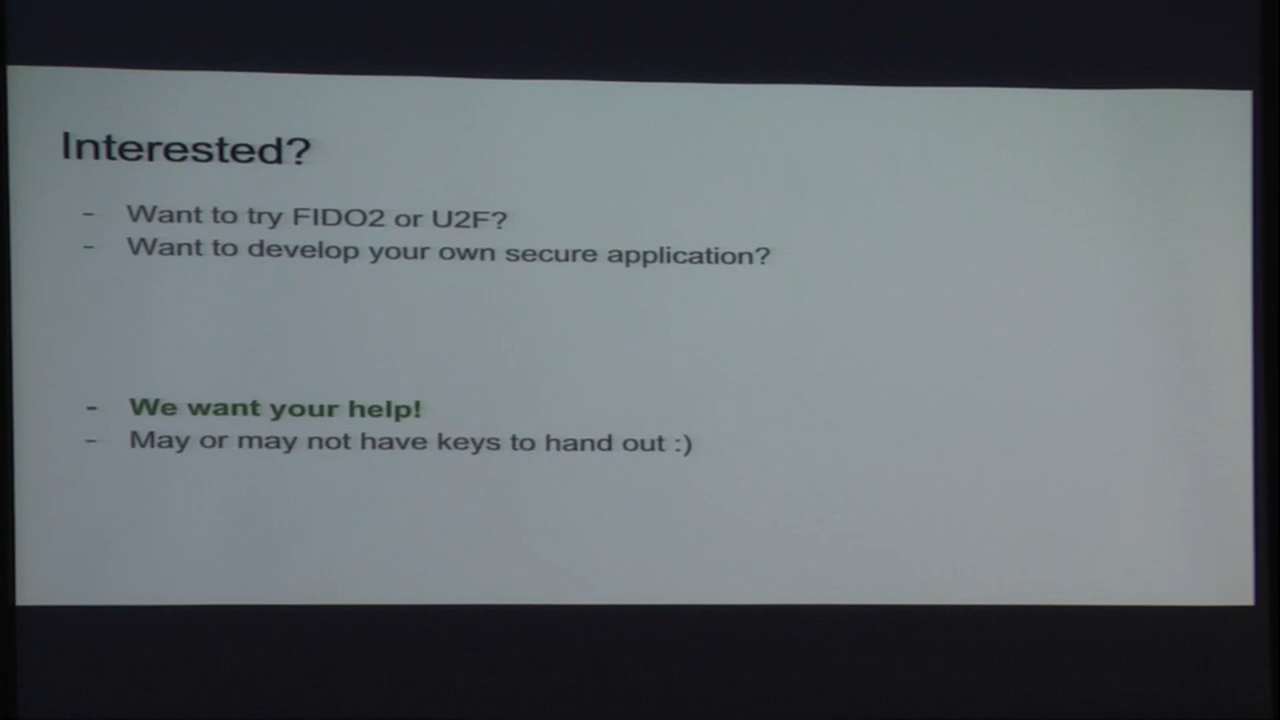 Interested?
- Want to try FIDO2 or U2F?
- Want to develop your own secure application?
- We want your help!
- May or may not have keys to hand out :)